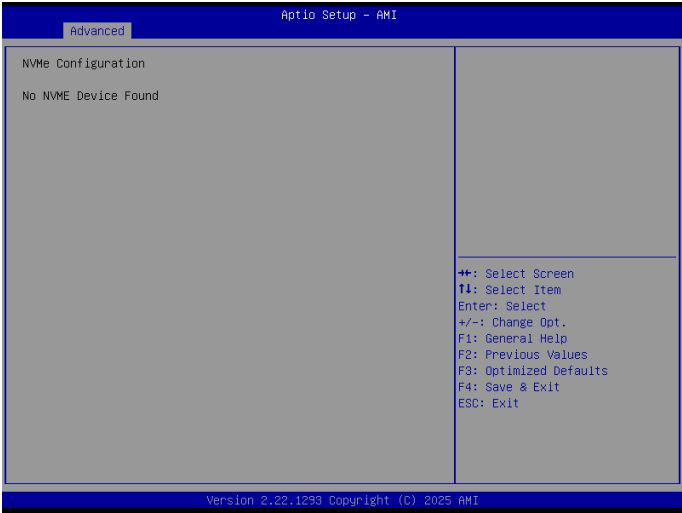 Aptio Setup - AMI
Advanced
NVMe Configuration
No NVME Device Found
→←: Select Screen
↑↓: Select Item
Enter: Select
+/-: Change Opt.
F1: General Help
F2: Previous Values
F3: Optimized Defaults
F4: Save & Exit
ESC: Exit
Version 2.22.1293 Copyright (C) 2025 AMI